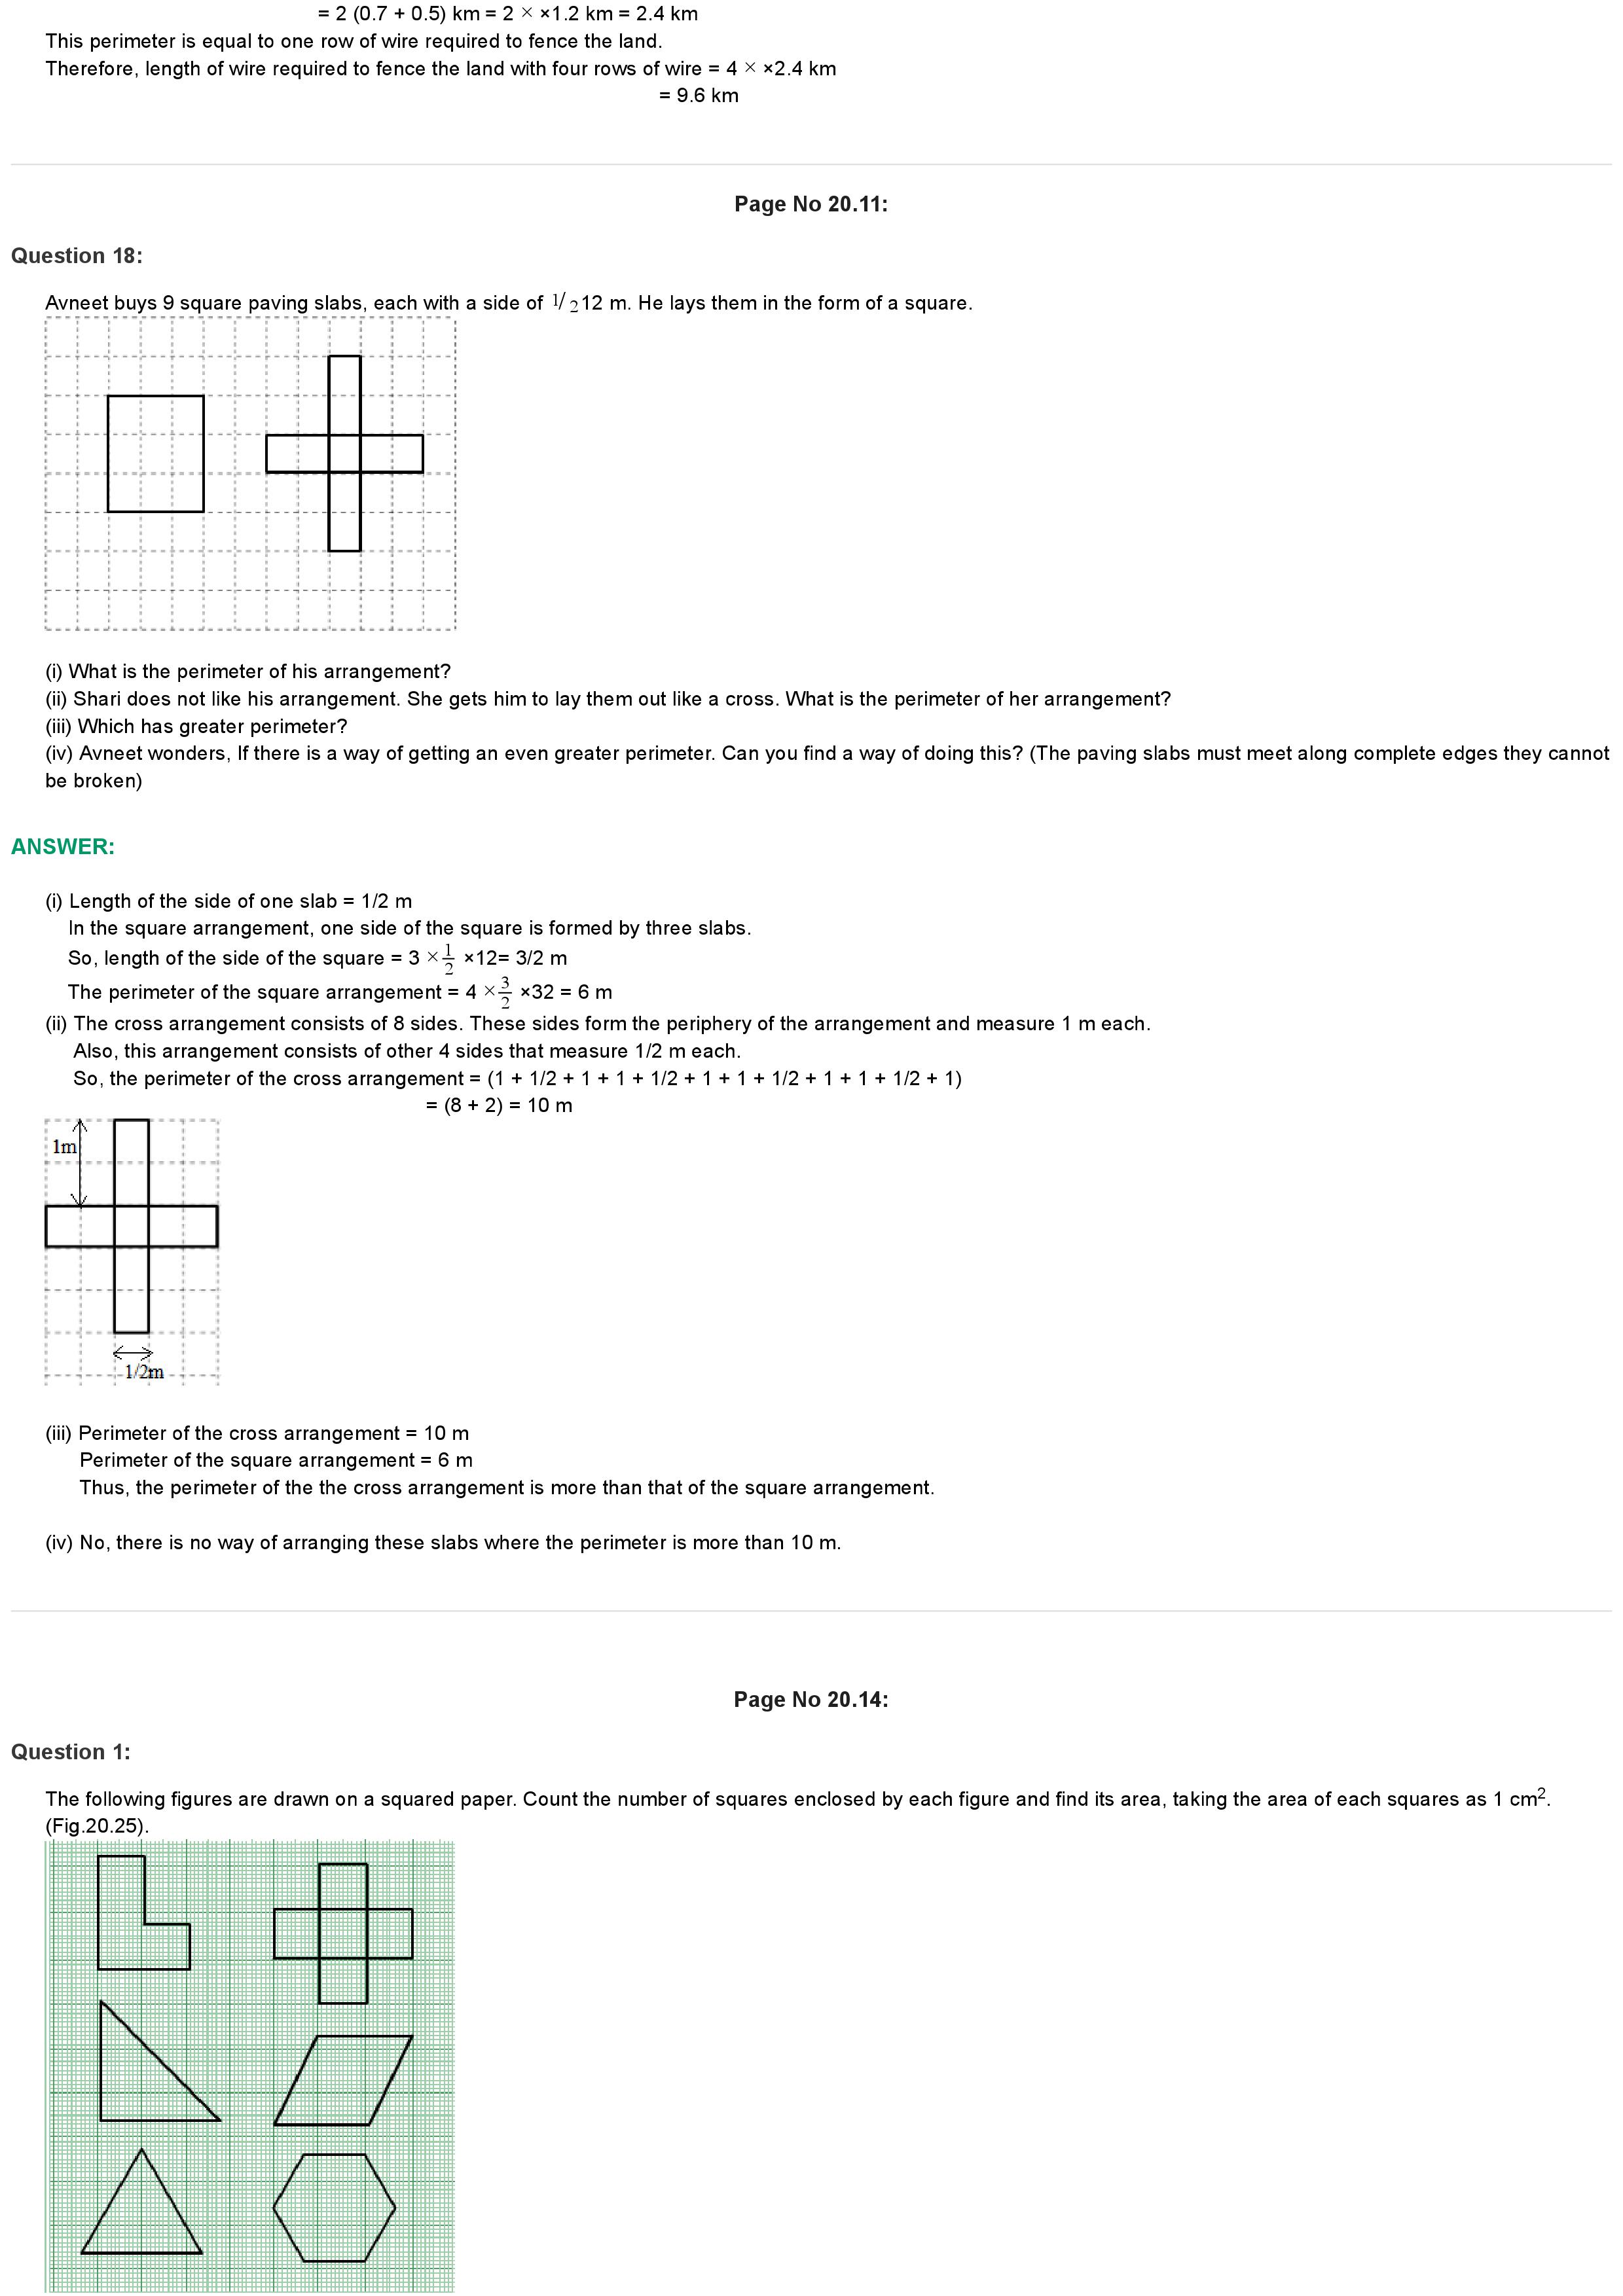 = 2 (0.7 + 0.5) km = 2 × ×1.2 km = 2.4 km
This perimeter is equal to one row of wire required to fence the land.
Therefore, length of wire required to fence the land with four rows of wire = 4 × ×2.4 km
= 9.6 km
Page No 20.11:
Question 18:
Avneet buys 9 square paving slabs, each with a side of 1/2 12 m. He lays them in the form of a square.
(i) What is the perimeter of his arrangement?
(ii) Shari does not like his arrangement. She gets him to lay them out like a cross. What is the perimeter of her arrangement?
(iii) Which has greater perimeter?
(iv) Avneet wonders, If there is a way of getting an even greater perimeter. Can you find a way of doing this? (The paving slabs must meet along complete edges they cannot
be broken)
ANSWER:
(i) Length of the side of one slab = 1/2 m
In the square arrangement, one side of the square is formed by three slabs.
So, length of the side of the square = 3 × 1/2 ×12= 3/2 m
The perimeter of the square arrangement = 4 × 3/2 ×32 = 6 m
(ii) The cross arrangement consists of 8 sides. These sides form the periphery of the arrangement and measure 1 m each.
Also, this arrangement consists of other 4 sides that measure 1/2 m each.
So, the perimeter of the cross arrangement = (1 + 1/2 + 1 + 1 + 1/2 + 1 + 1 + 1/2 + 1 + 1 + 1/2 + 1)
= (8 + 2) = 10 m
1m
1/2m
(iii) Perimeter of the cross arrangement = 10 m
Perimeter of the square arrangement = 6 m
Thus, the perimeter of the the cross arrangement is more than that of the square arrangement.
(iv) No, there is no way of arranging these slabs where the perimeter is more than 10 m.
Page No 20.14:
Question 1:
The following figures are drawn on a squared paper. Count the number of squares enclosed by each figure and find its area, taking the area of each squares as 1 cm².
(Fig.20.25).